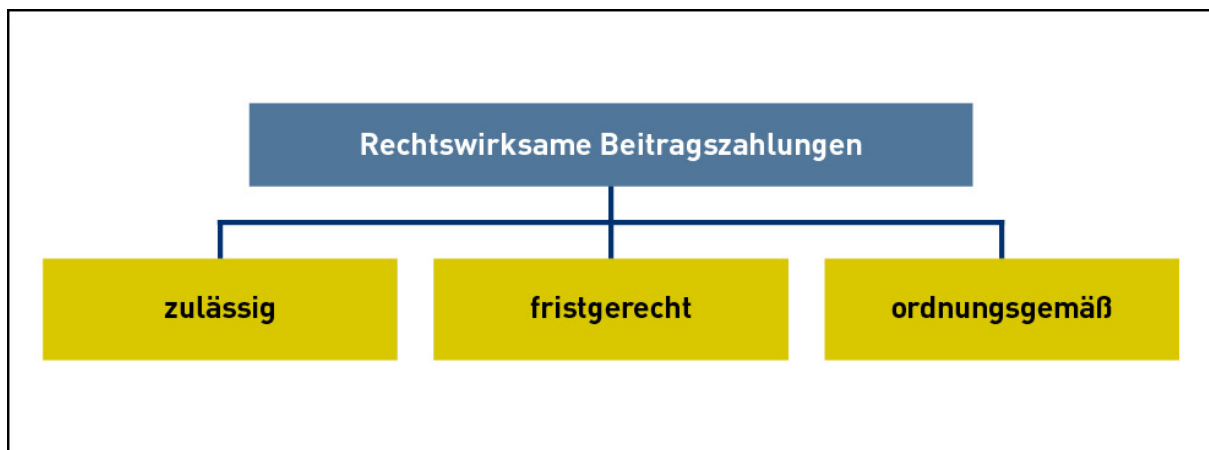 Rechtswirksame Beitragszahlungen
zulässig
fristgerecht
ordnungsgemäß